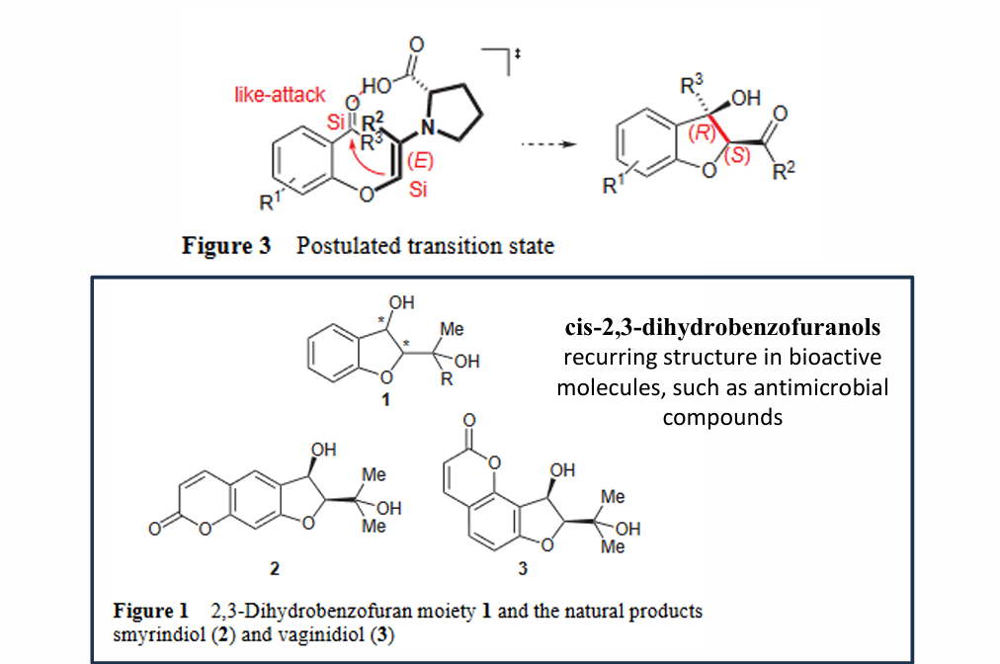 O
HO
‡
like-attack
O
Si
R²
R³
N
(E)
O
Si
R¹
R³
OH
O
(R)
(S)
O
R²
R¹
Figure 3 Postulated transition state
OH
*
*
Me
OH
O
R
1
cis-2,3-dihydrobenzofuranols
recurring structure in bioactive
molecules, such as antimicrobial
compounds
OH
Me
OH
O
O
O
Me
2
O
O
OH
Me
OH
O
Me
3
Figure 1 2,3-Dihydrobenzofuran moiety 1 and the natural products
smyrindiol (2) and vaginidiol (3)